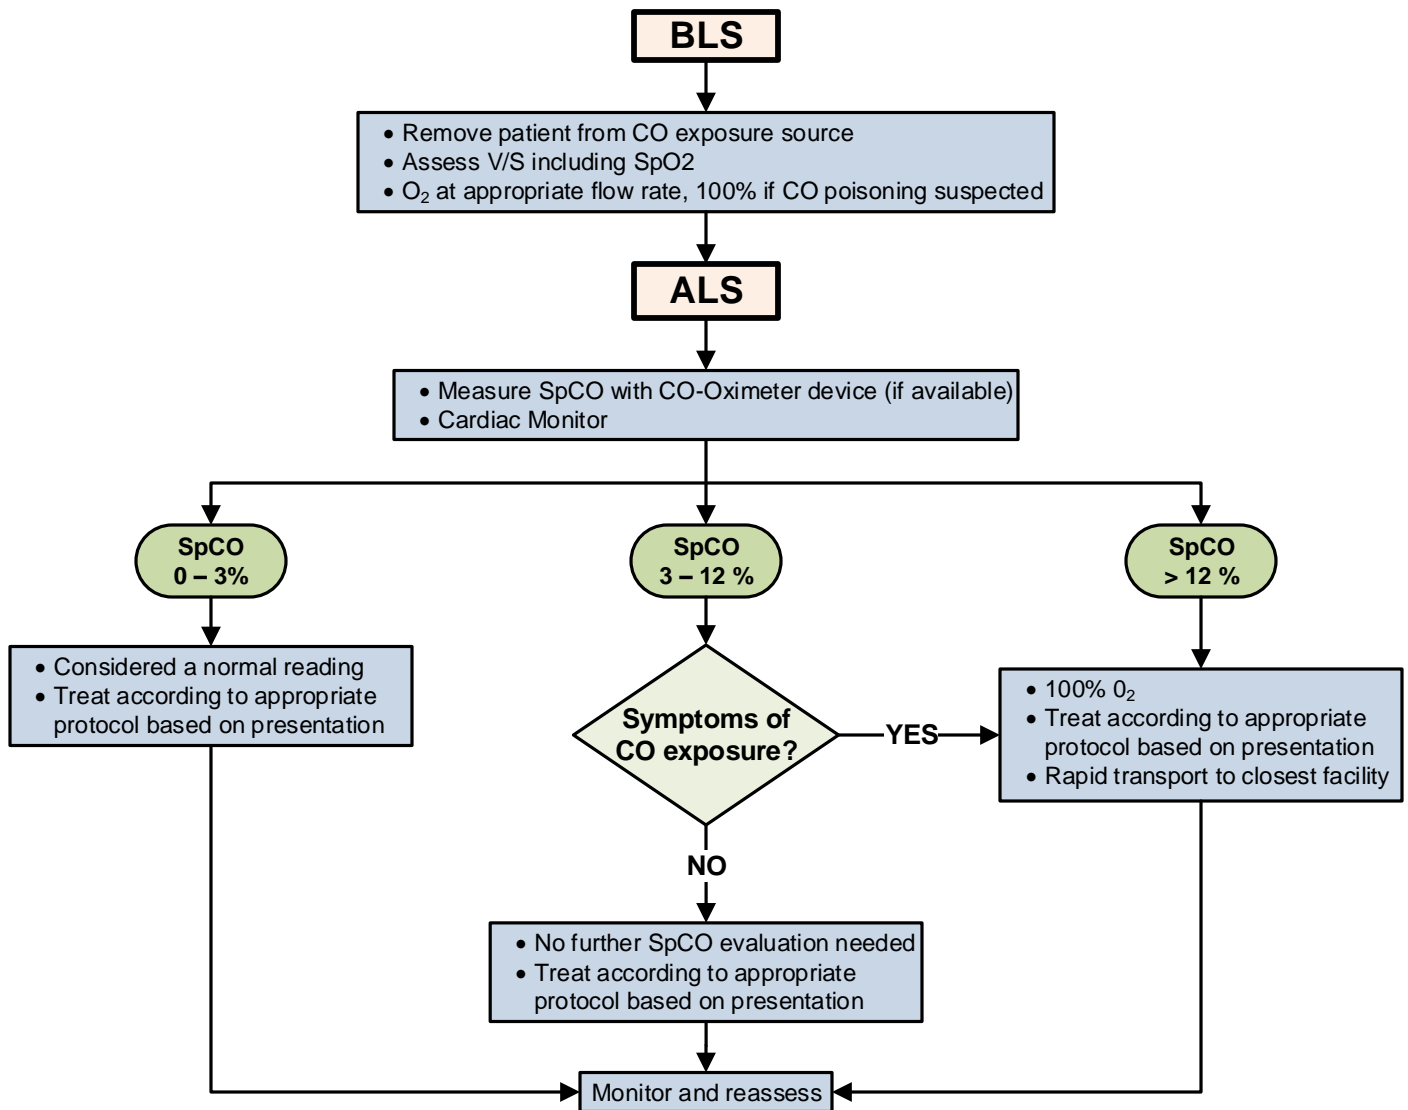 BLS
• Remove patient from CO exposure source
• Assess V/S including SpO2
• O₂ at appropriate flow rate, 100% if CO poisoning suspected
ALS
• Measure SpCO with CO-Oximeter device (if available)
• Cardiac Monitor
SpCO
0 – 3%
SpCO
3 – 12 %
SpCO
> 12 %
• Considered a normal reading
• Treat according to appropriate
protocol based on presentation
Symptoms of
CO exposure?
YES
• 100% 0₂
• Treat according to appropriate
protocol based on presentation
• Rapid transport to closest facility
NO
• No further SpCO evaluation needed
• Treat according to appropriate
protocol based on presentation
Monitor and reassess